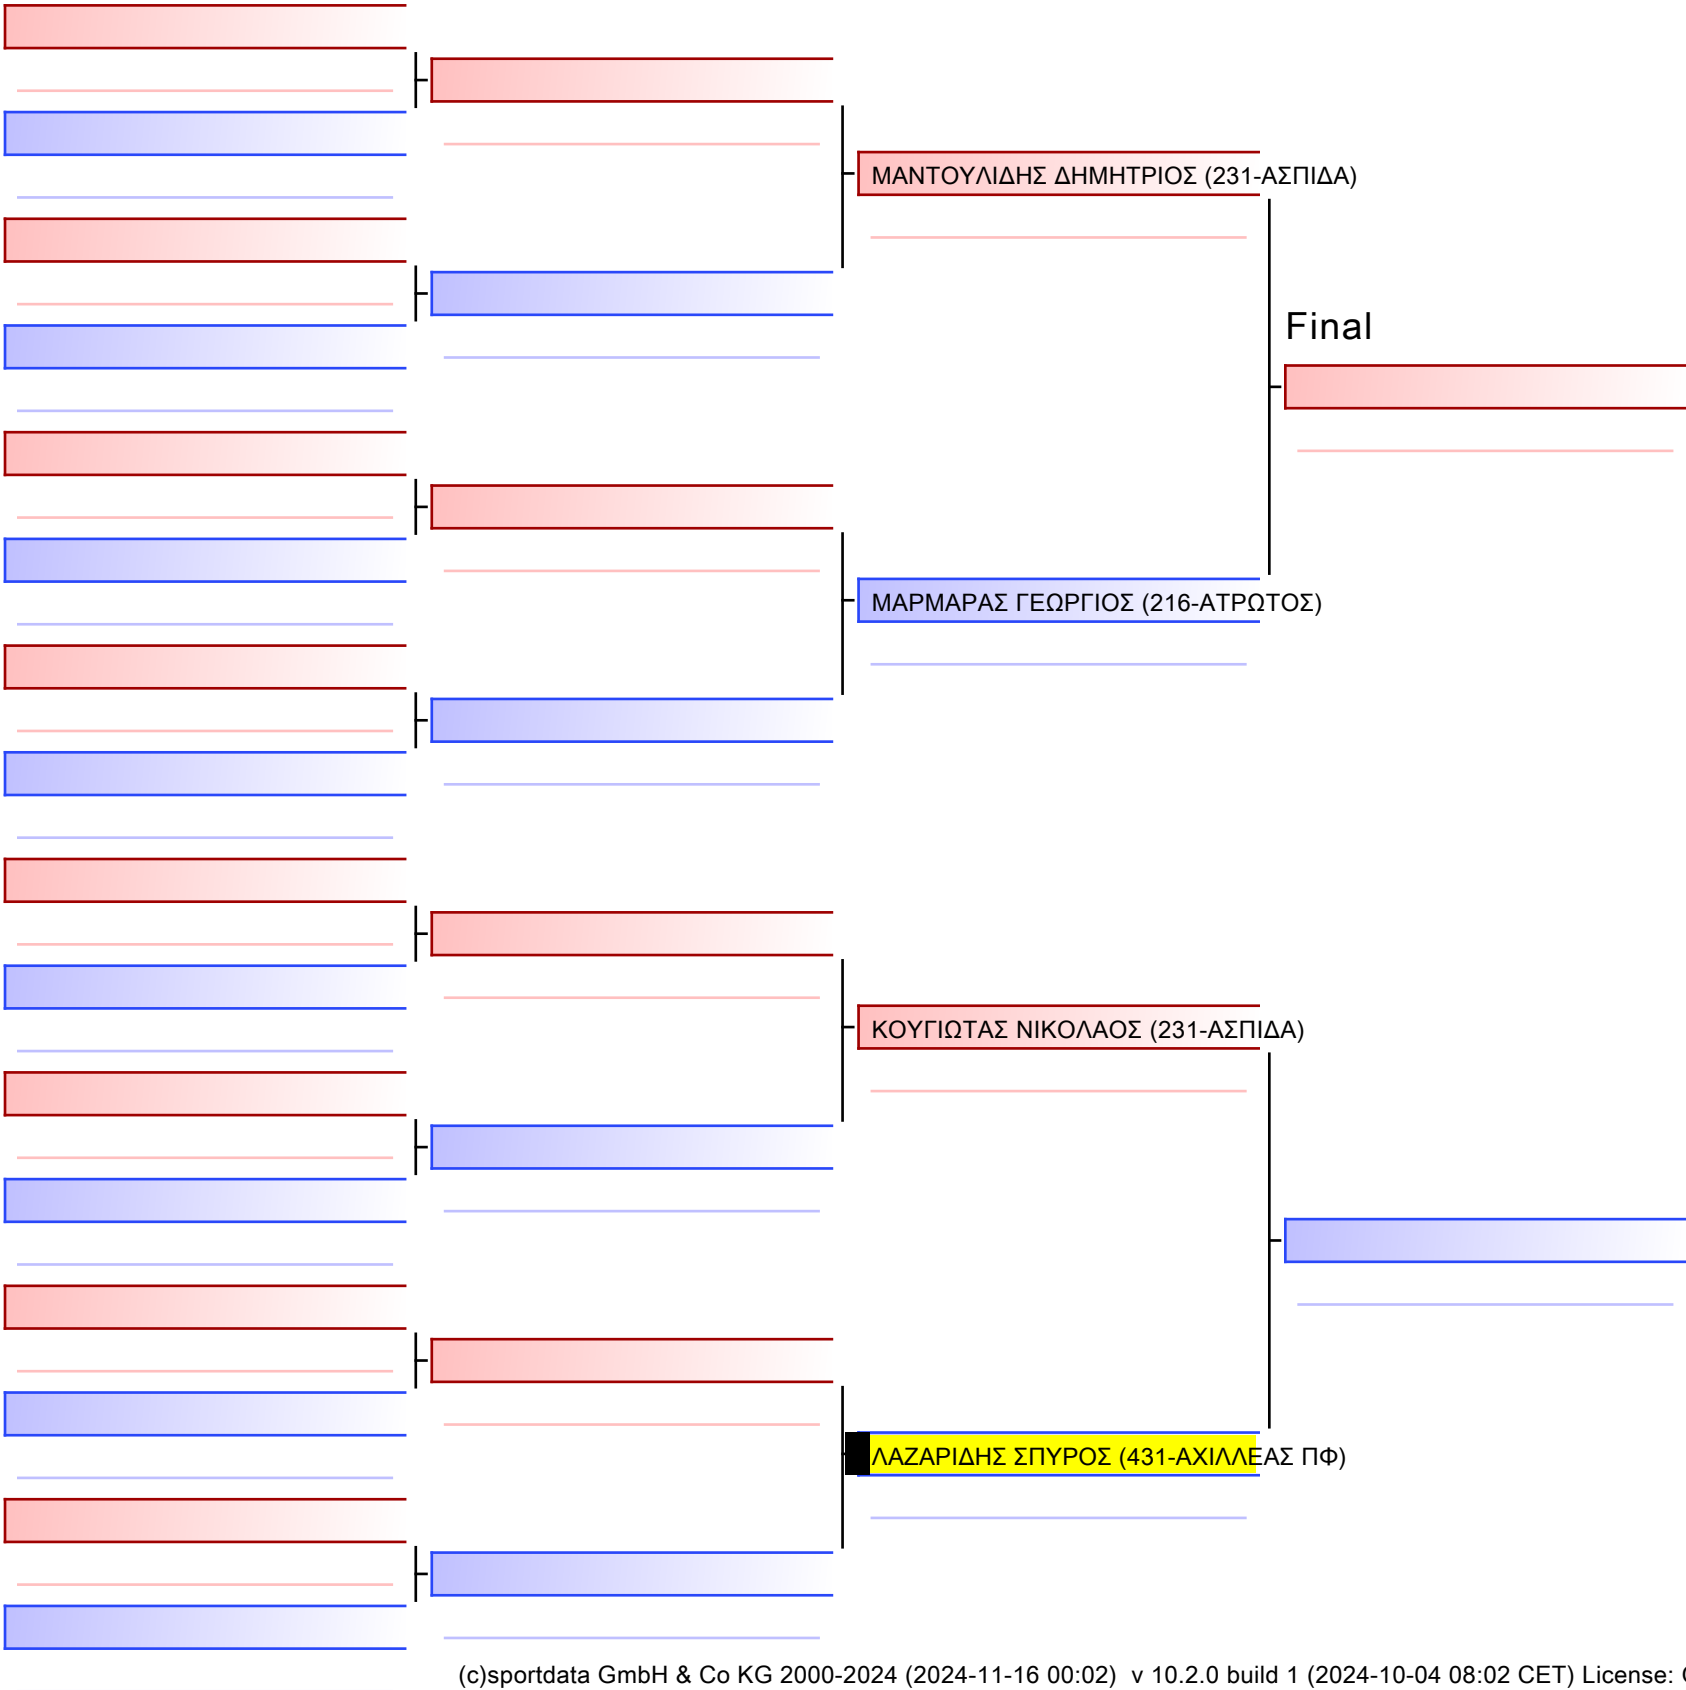 ΜΑΝΤΟΥΛΙΔΗΣ ΔΗΜΗΤΡΙΟΣ (231-ΑΣΠΙΔΑ)
Final
ΜΑΡΜΑΡΑΣ ΓΕΩΡΓΙΟΣ (216-ΑΤΡΩΤΟΣ)
ΚΟΥΓΙΩΤΑΣ ΝΙΚΟΛΑΟΣ (231-ΑΣΠΙΔΑ)
ΛΑΖΑΡΙΔΗΣ ΣΠΥΡΟΣ (431-ΑΧΙΛΛΕΑΣ ΠΦ)
(c)sportdata GmbH & Co KG 2000-2024 (2024-11-16 00:02)  v 10.2.0 build 1 (2024-10-04 08:02 CET) License: